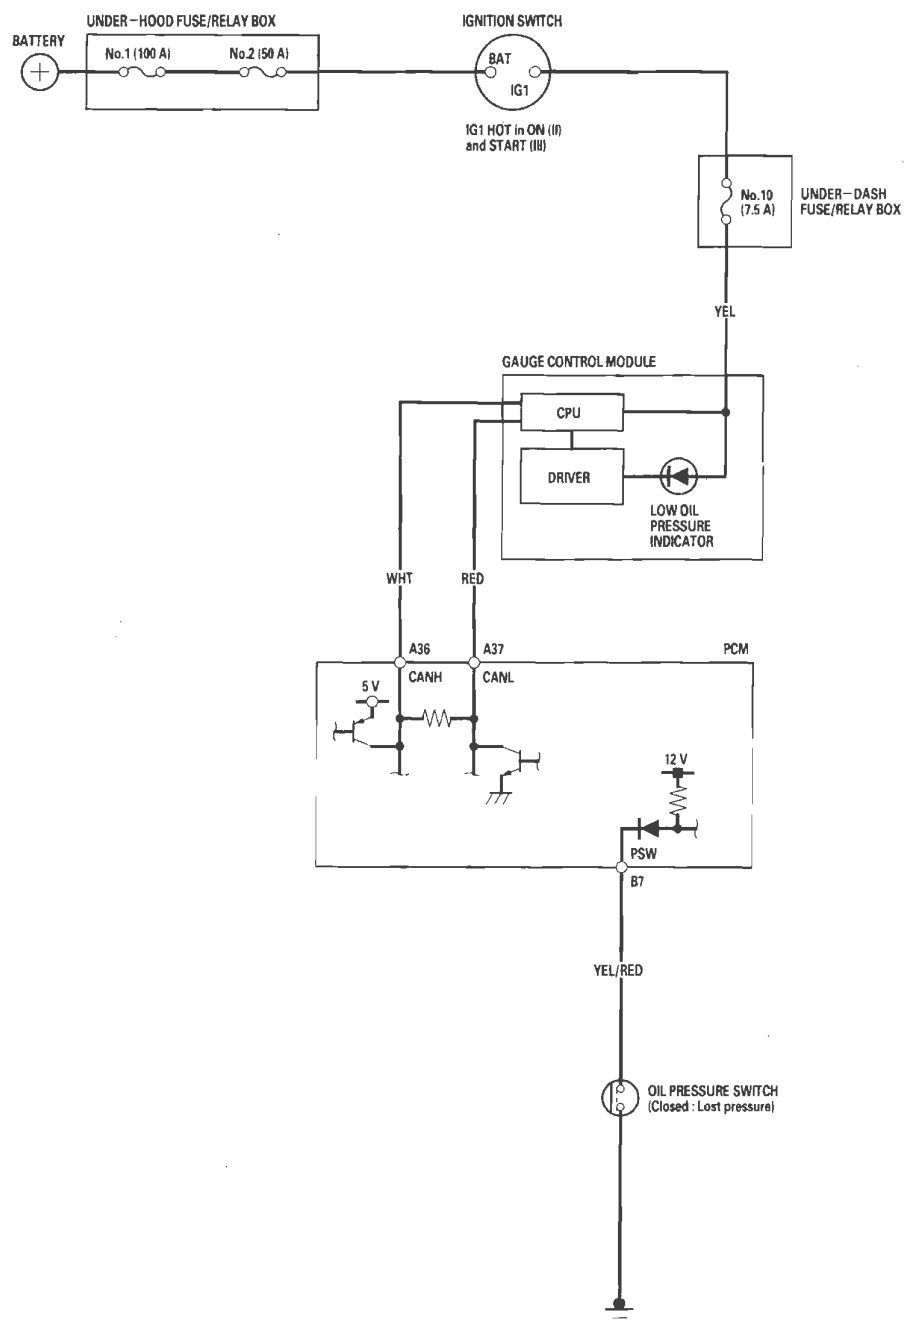 UNDER-HOOD FUSE/RELAY BOX
IGNITION SWITCH
BATTERY
No.1 (100 A)
No.2 (50 A)
BAT
IG1
IG1 HOT in ON (II)
and START (III)
No.10
(7.5 A)
UNDER-DASH
FUSE/RELAY BOX
YEL
GAUGE CONTROL MODULE
CPU
DRIVER
LOW OIL
PRESSURE
INDICATOR
WHT
RED
A36
A37
PCM
CANH
CANL
5 V
12 V
PSW
B7
YEL/RED
OIL PRESSURE SWITCH
(Closed : Lost pressure)